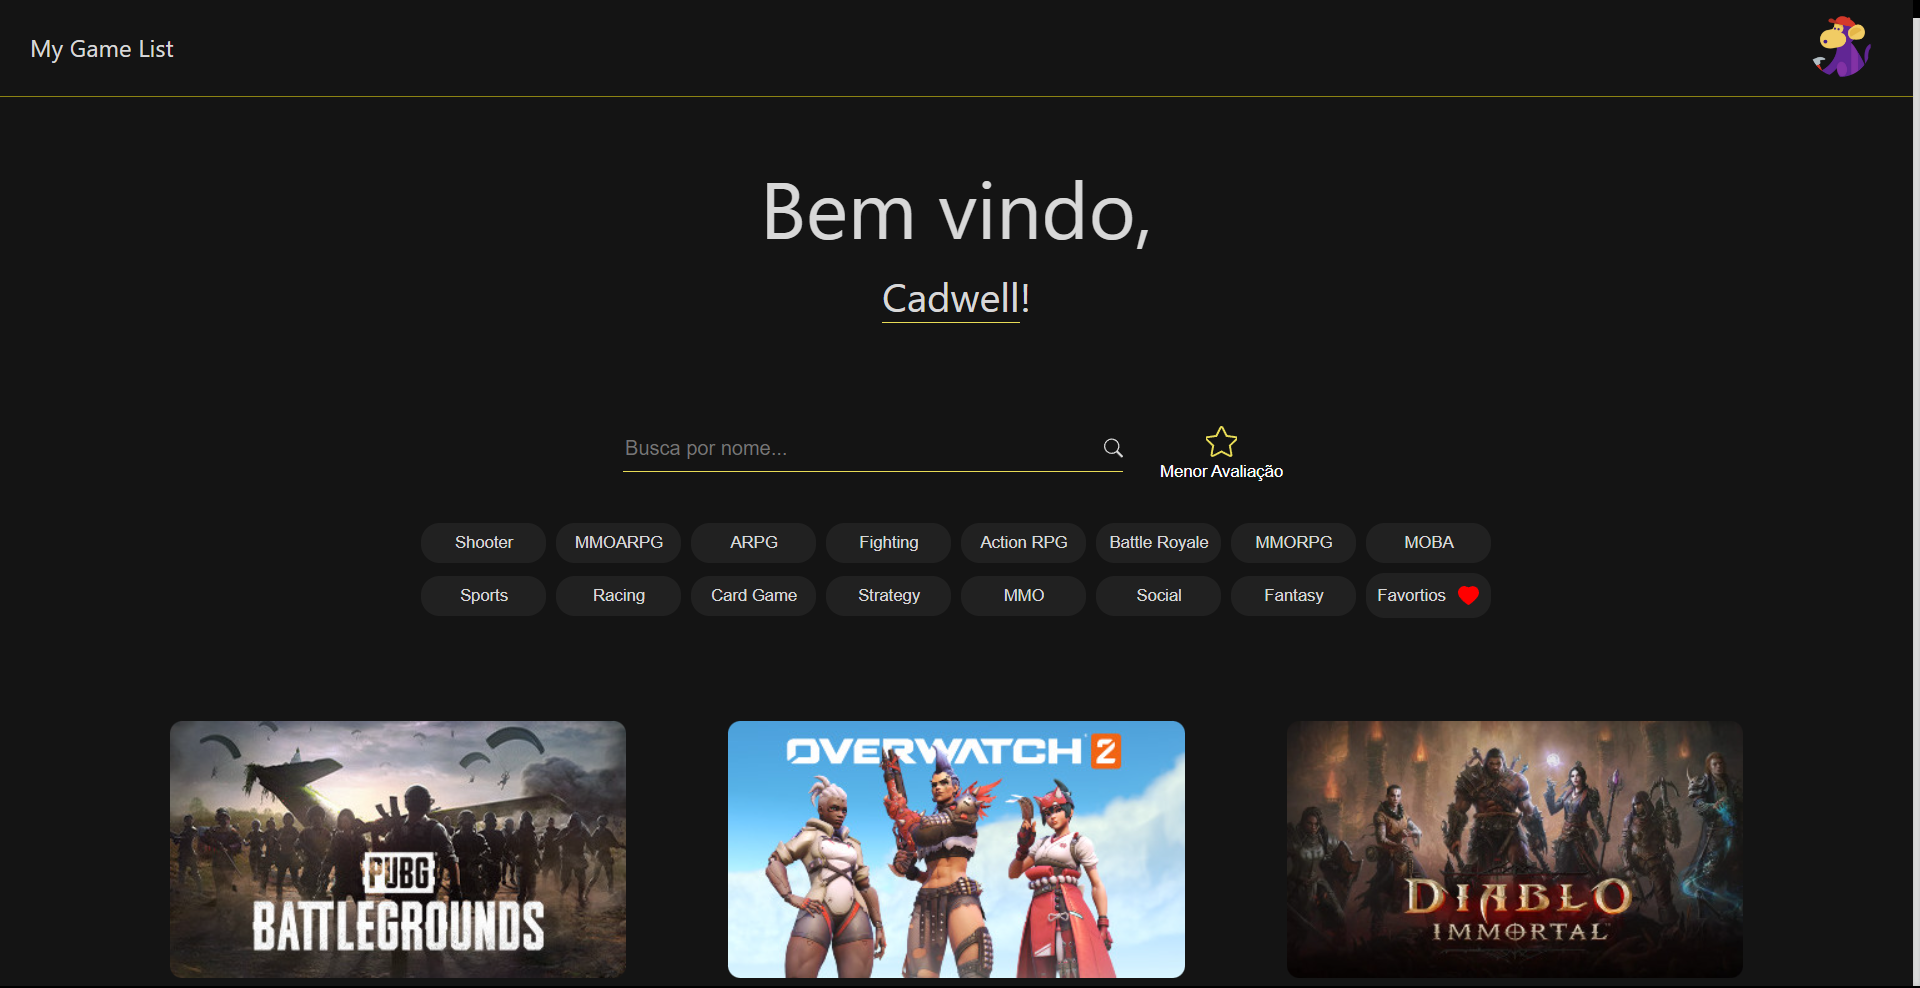 My Game List
Bem vindo,
Cadwell!
Busca por nome...
Menor Avaliação
Shooter MMOARPG ARPG Fighting Action RPG Battle Royale MMORPG MOBA
Sports Racing Card Game Strategy MMO Social Fantasy Favortios
PUBG
BATTLEGROUNDS
OVERWATCH 2
DIABLO
IMMORTAL